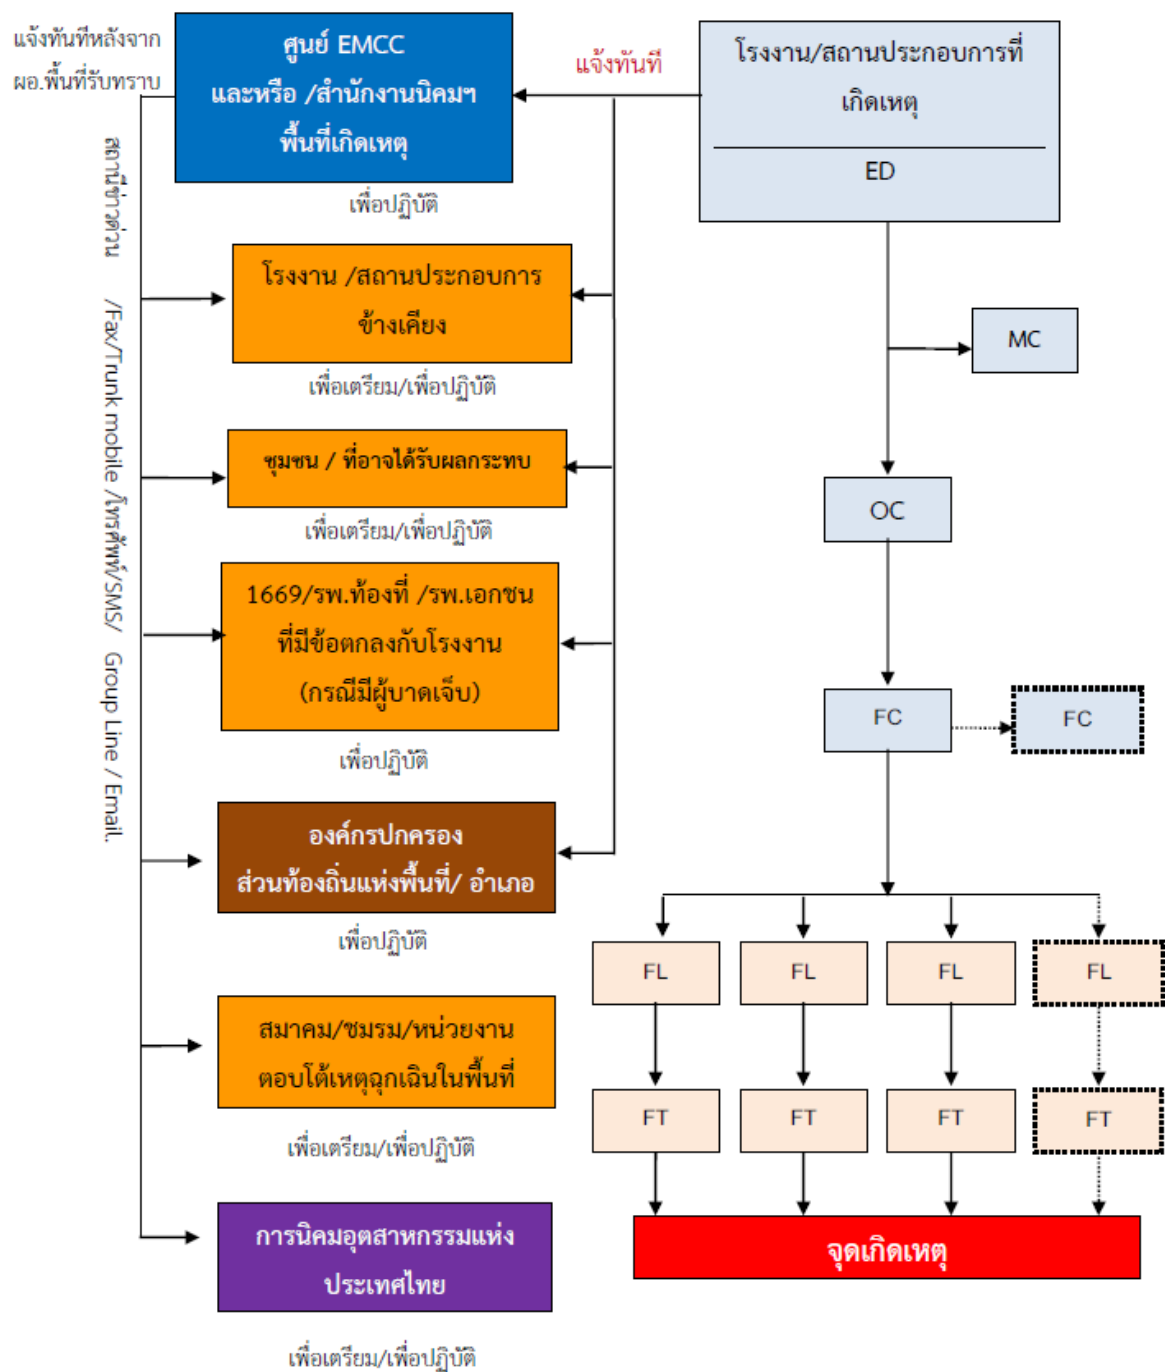 แจ้งทันทีหลังจาก
ผอ.พื้นที่รับทราบ
ศูนย์ EMCC
และหรือ /สำนักงานนิคมฯ
พื้นที่เกิดเหตุ
เพื่อปฏิบัติ
แจ้งทันที
โรงงาน/สถานประกอบการที่
เกิดเหตุ
ED
สถานีข่าวด่วน /Fax/Trunk mobile /โทรศัพท์/SMS/ Group Line / Email.
โรงงาน /สถานประกอบการ
ข้างเคียง
เพื่อเตรียม/เพื่อปฏิบัติ
ชุมชน / ที่อาจได้รับผลกระทบ
เพื่อเตรียม/เพื่อปฏิบัติ
1669/รพ.ท้องที่ /รพ.เอกชน
ที่มีข้อตกลงกับโรงงาน
(กรณีมีผู้บาดเจ็บ)
เพื่อปฏิบัติ
องค์กรปกครอง
ส่วนท้องถิ่นแห่งพื้นที่/ อำเภอ
เพื่อปฏิบัติ
สมาคม/ชมรม/หน่วยงาน
ตอบโต้เหตุฉุกเฉินในพื้นที่
เพื่อเตรียม/เพื่อปฏิบัติ
การนิคมอุตสาหกรรมแห่ง
ประเทศไทย
เพื่อเตรียม/เพื่อปฏิบัติ
MC
OC
FC FC
FL FL FL FL
FT FT FT FT
จุดเกิดเหตุ